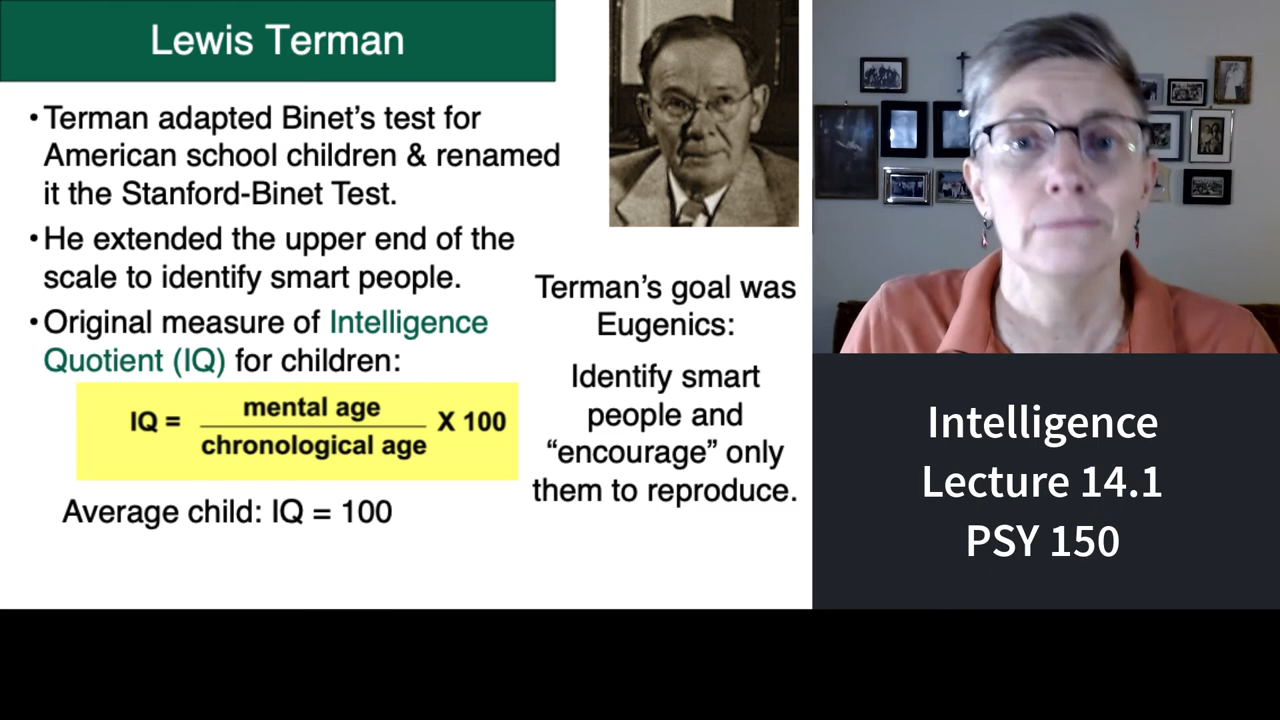 Lewis Terman
•Terman adapted Binet's test for
American school children & renamed
it the Stanford-Binet Test.
•He extended the upper end of the
scale to identify smart people.
•Original measure of Intelligence
Quotient (IQ) for children:
IQ = mental age
chronological age X 100
Average child: IQ = 100
Terman's goal was
Eugenics:
Identify smart
people and
“encourage” only
them to reproduce.
Intelligence
Lecture 14.1
PSY 150